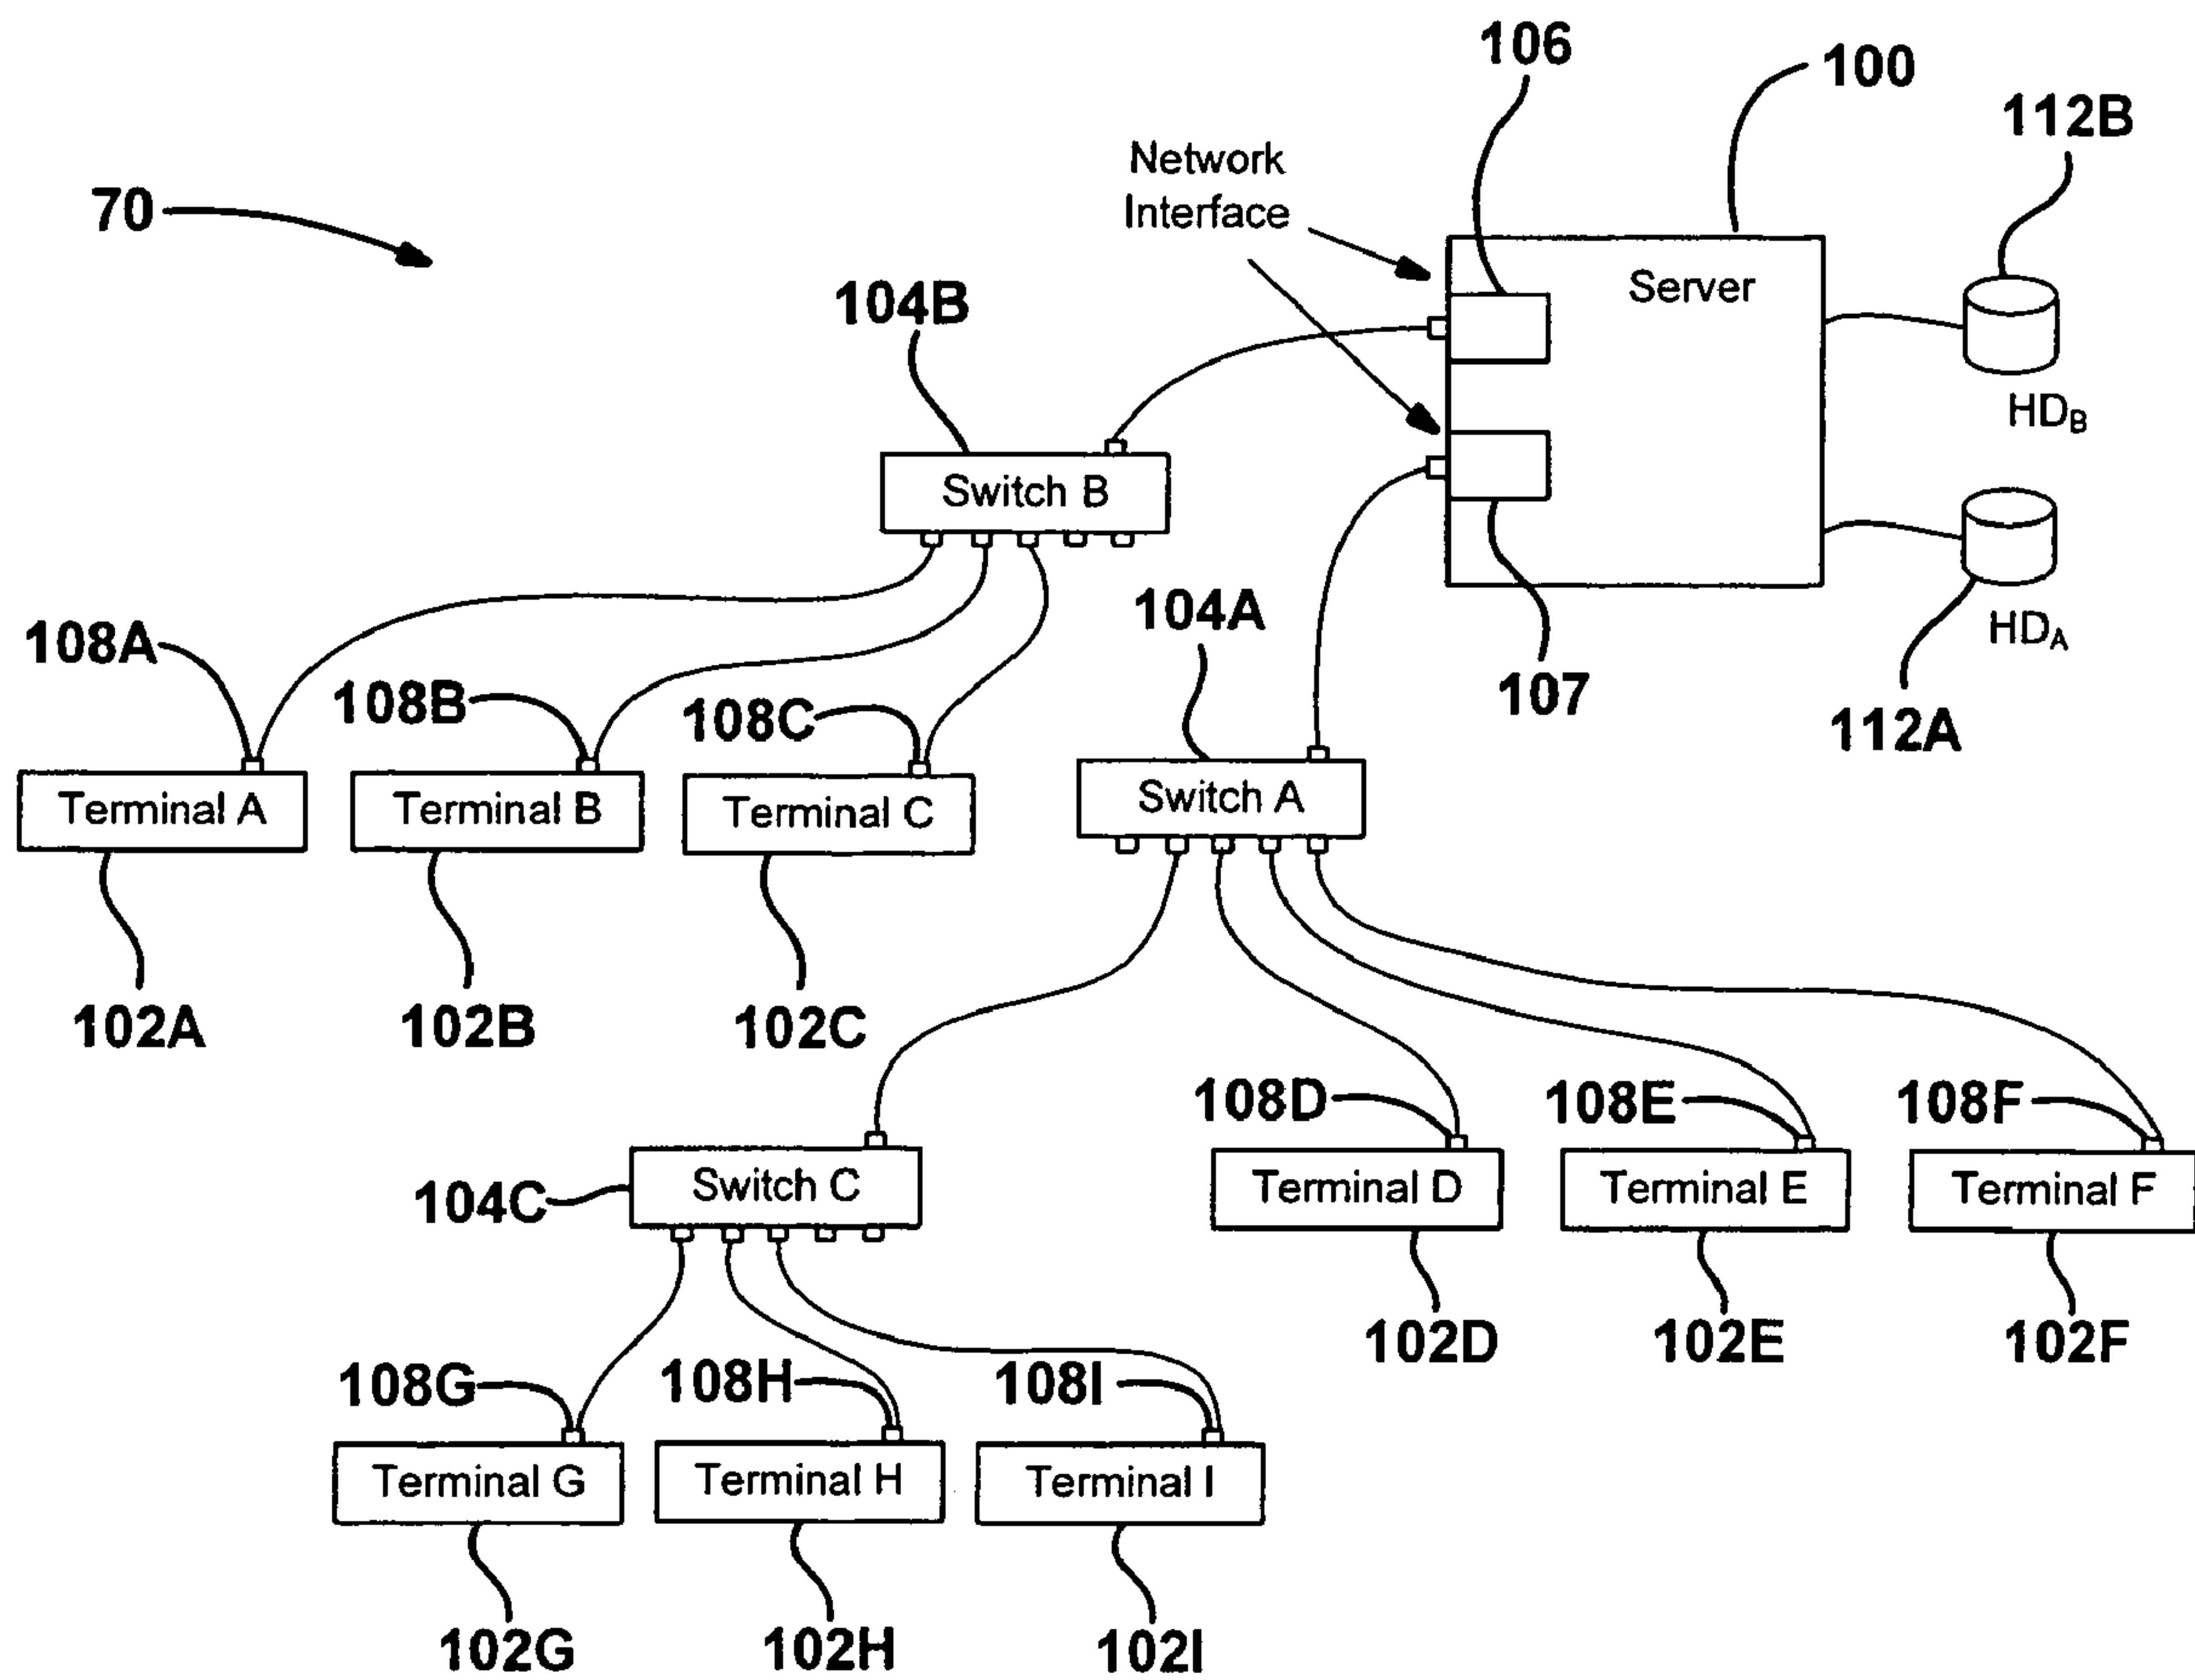 106
100
112B
Network
Interface
70
Server
104B
HD_B
Switch B
104A
108A
HD_A
108B
107
108C
112A
Switch A
Terminal A
Terminal B
Terminal C
102A
102B
102C
108D
108E
108F
Switch C
104C
Terminal D
Terminal E
Terminal F
102D
102E
102F
108G
108H
108I
Terminal G
Terminal H
Terminal I
102G
102H
102I